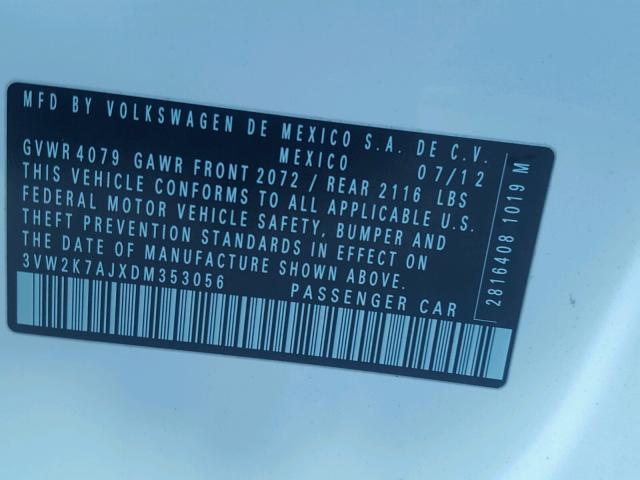 MFD BY VOLKSWAGEN DE MEXICO S.A. DE C.V.
MEXICO 07/12
GVWR 4079 GAWR FRONT 2072 / REAR 2116 LBS
THIS VEHICLE CONFORMS TO ALL APPLICABLE U.S.
FEDERAL MOTOR VEHICLE SAFETY, BUMPER AND
THEFT PREVENTION STANDARDS IN EFFECT ON
THE DATE OF MANUFACTURE SHOWN ABOVE.
3VW2K7AJXDM353056 PASSENGER CAR
2816408 1019 M